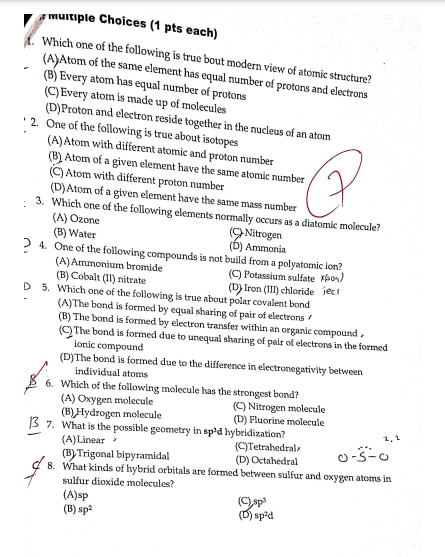 Multiple Choices (1 pts each)
1. Which one of the following is true bout modern view of atomic structure?
(A) Atom of the same element has equal number of protons and electrons
(B) Every atom has equal number of protons
(C) Every atom is made up of molecules
(D) Proton and electron reside together in the nucleus of an atom
2. One of the following is true about isotopes
(A) Atom with different atomic and proton number
(B) Atom of a given element have the same atomic number
(C) Atom with different proton number
(D) Atom of a given element have the same mass number
7
3. Which one of the following elements normally occurs as a diatomic molecule?
(A) Ozone
(C) Nitrogen
(B) Water
(D) Ammonia
4. One of the following compounds is not build from a polyatomic ion?
(A) Ammonium bromide
(C) Potassium sulfate
(B) Cobalt (II) nitrate
(D) Iron (III) chloride
D 5. Which one of the following is true about polar covalent bond
(A) The bond is formed by equal sharing of pair of electrons
(B) The bond is formed by electron transfer within an organic compound
(C) The bond is formed due to unequal sharing of pair of electrons in the formed
ionic compound
(D) The bond is formed due to the difference in electronegativity between
individual atoms
B 6. Which of the following molecule has the strongest bond?
(A) Oxygen molecule
(C) Nitrogen molecule
(B) Hydrogen molecule
(D) Fluorine molecule
B 7. What is the possible geometry in sp³d hybridization?
(A) Linear
(C) Tetrahedral
(B) Trigonal bipyramidal
(D) Octahedral
O-S-O
8. What kinds of hybrid orbitals are formed between sulfur and oxygen atoms in
sulfur dioxide molecules?
(A) sp
(C) sp³
(B) sp²
(D) sp³d